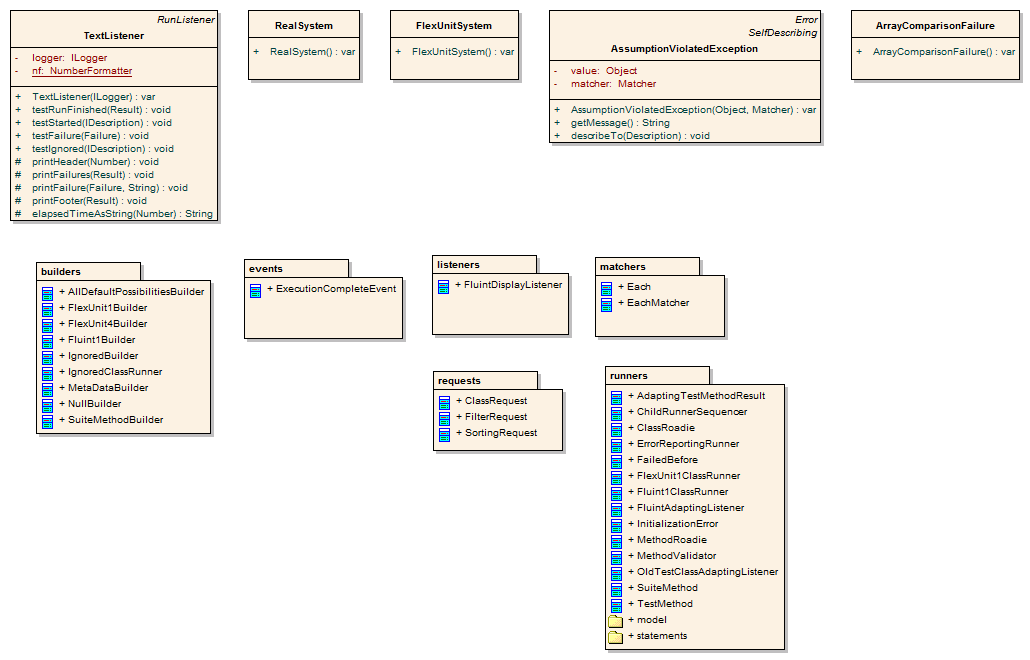 RunListener
TextListener
- logger: ILogger
- nf: NumberFormatter
+ TextListener(ILogger) : var
+ testRunFinished(Result) : void
+ testStarted(IDescription) : void
+ testFailure(Failure) : void
+ testIgnored(IDescription) : void
# printHeader(Number) : void
# printFailures(Result) : void
# printFailure(Failure, String) : void
# printFooter(Result) : void
# elapsedTimeAsString(Number) : String
RealSystem
+ RealSystem() : var
FlexUnitSystem
+ FlexUnitSystem() : var
Error
SelfDescribing
AssumptionViolatedException
- value: Object
- matcher: Matcher
+ AssumptionViolatedException(Object, Matcher) : var
+ getMessage() : String
+ describeTo(Description) : void
ArrayComparisonFailure
+ ArrayComparisonFailure() : var
builders
+ AllDefaultPossibilitiesBuilder
+ FlexUnit1Builder
+ FlexUnit4Builder
+ Fluint1Builder
+ IgnoredBuilder
+ IgnoredClassRunner
+ MetaDataBuilder
+ NullBuilder
+ SuiteMethodBuilder
events
+ ExecutionCompleteEvent
listeners
+ FluintDisplayListener
matchers
+ Each
+ EachMatcher
requests
+ ClassRequest
+ FilterRequest
+ SortingRequest
runners
+ AdaptingTestMethodResult
+ ChildRunnerSequencer
+ ClassRoadie
+ ErrorReportingRunner
+ FailedBefore
+ FlexUnit1ClassRunner
+ Fluint1ClassRunner
+ FluintAdaptingListener
+ InitializationError
+ MethodRoadie
+ MethodValidator
+ OldTestClassAdaptingListener
+ SuiteMethod
+ TestMethod
+ model
+ statements